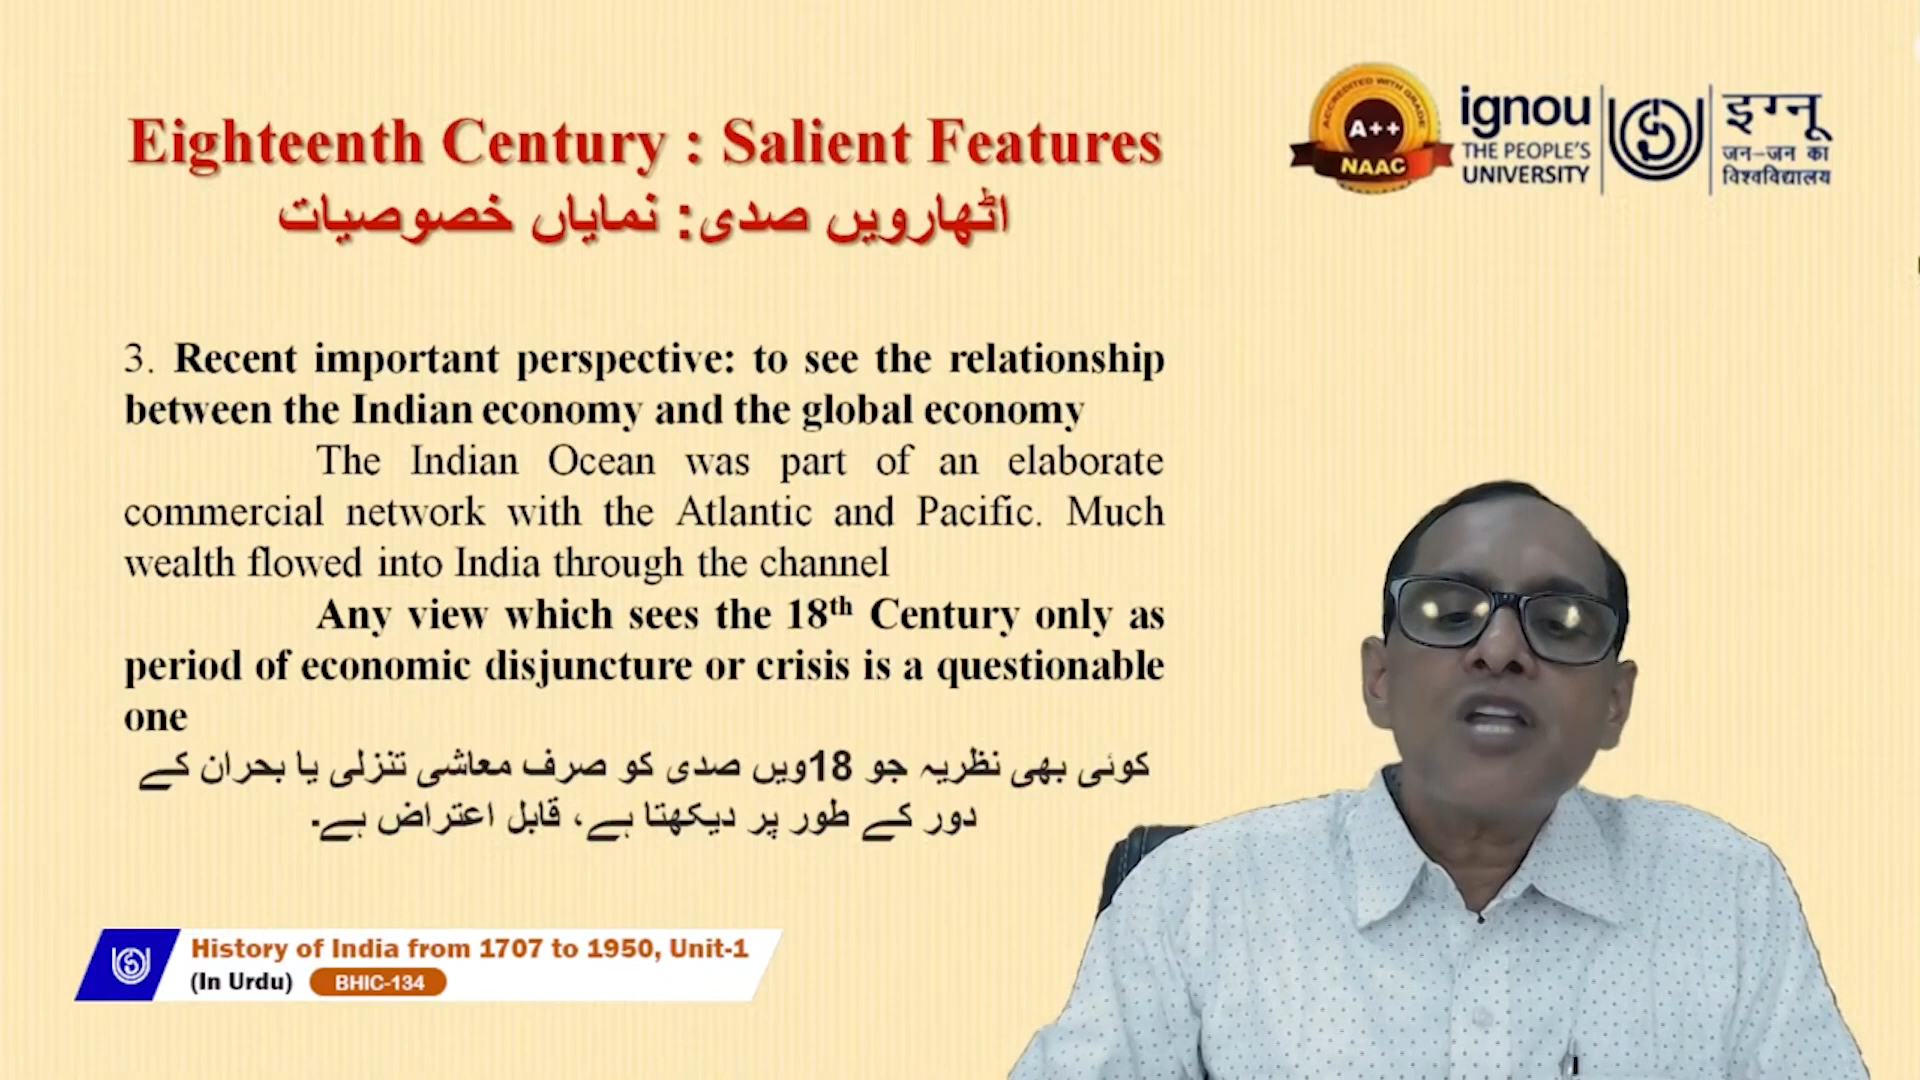 Eighteenth Century : Salient Features
اٹھارویں صدی: نمایاں خصوصیات
ACCREDITED WITH GRADE
A++
NAAC
ignou
THE PEOPLE'S
UNIVERSITY
इग्नू
जन-जन का
विश्वविद्यालय
3. Recent important perspective: to see the relationship
between the Indian economy and the global economy
The Indian Ocean was part of an elaborate
commercial network with the Atlantic and Pacific. Much
wealth flowed into India through the channel
Any view which sees the 18th Century only as
period of economic disjuncture or crisis is a questionable
one
کوئی بھی نظریہ جو 18ویں صدی کو صرف معاشی تنزلی یا بحران کے
دور کے طور پر دیکھتا ہے، قابل اعتراض ہے۔
History of India from 1707 to 1950, Unit-1
(In Urdu) BHIC-134